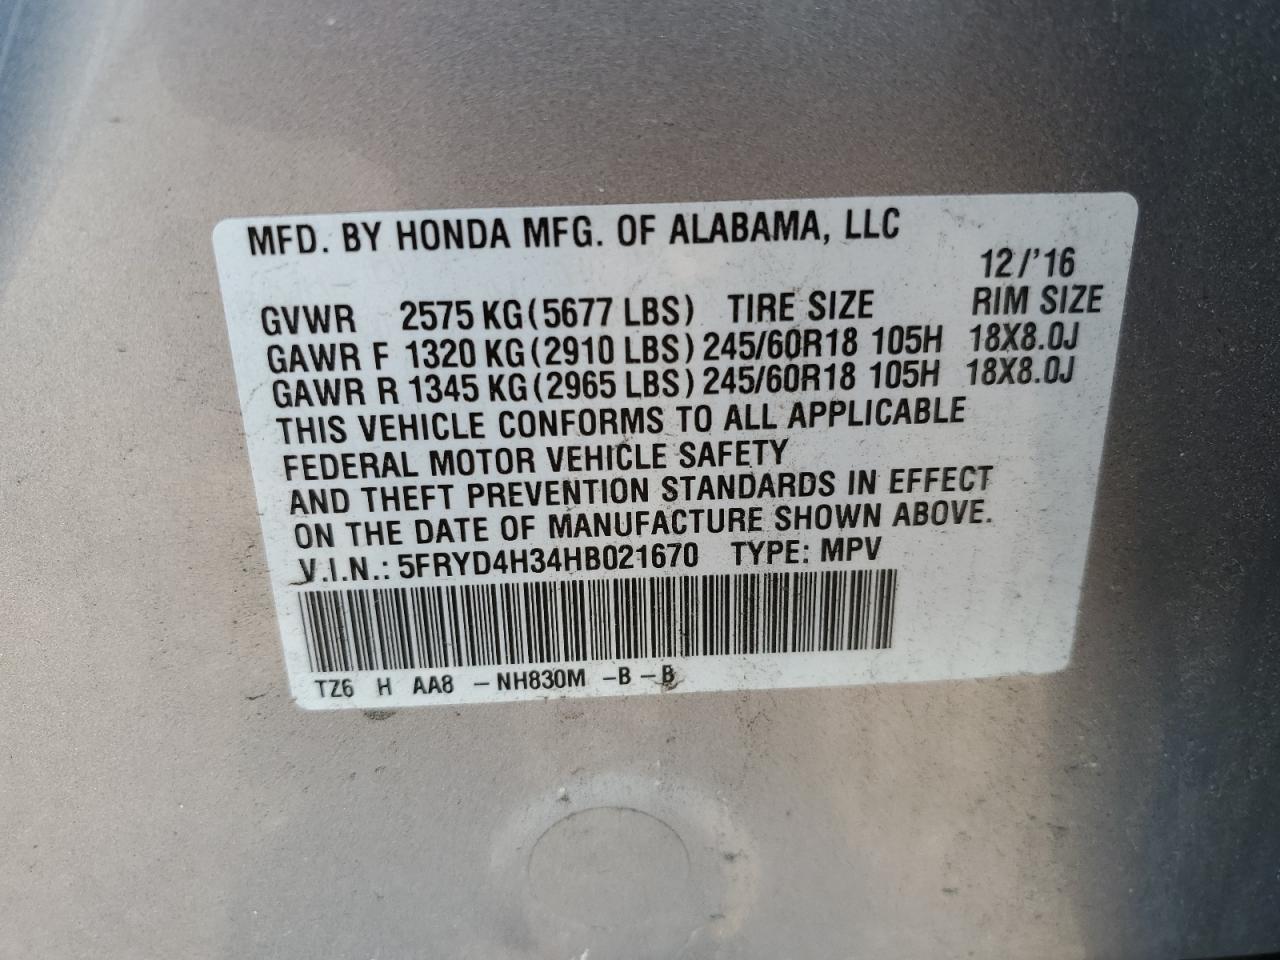 MFD. BY HONDA MFG. OF ALABAMA, LLC
12/'16
GVWR 2575 KG(5677 LBS) TIRE SIZE RIM SIZE
GAWR F 1320 KG(2910 LBS) 245/60R18 105H 18X8.0J
GAWR R 1345 KG(2965 LBS) 245/60R18 105H 18X8.0J
THIS VEHICLE CONFORMS TO ALL APPLICABLE
FEDERAL MOTOR VEHICLE SAFETY
AND THEFT PREVENTION STANDARDS IN EFFECT
ON THE DATE OF MANUFACTURE SHOWN ABOVE.
V.I.N.: 5FRYD4H34HB021670 TYPE: MPV
TZ6 H AA8 -NH830M -B -B